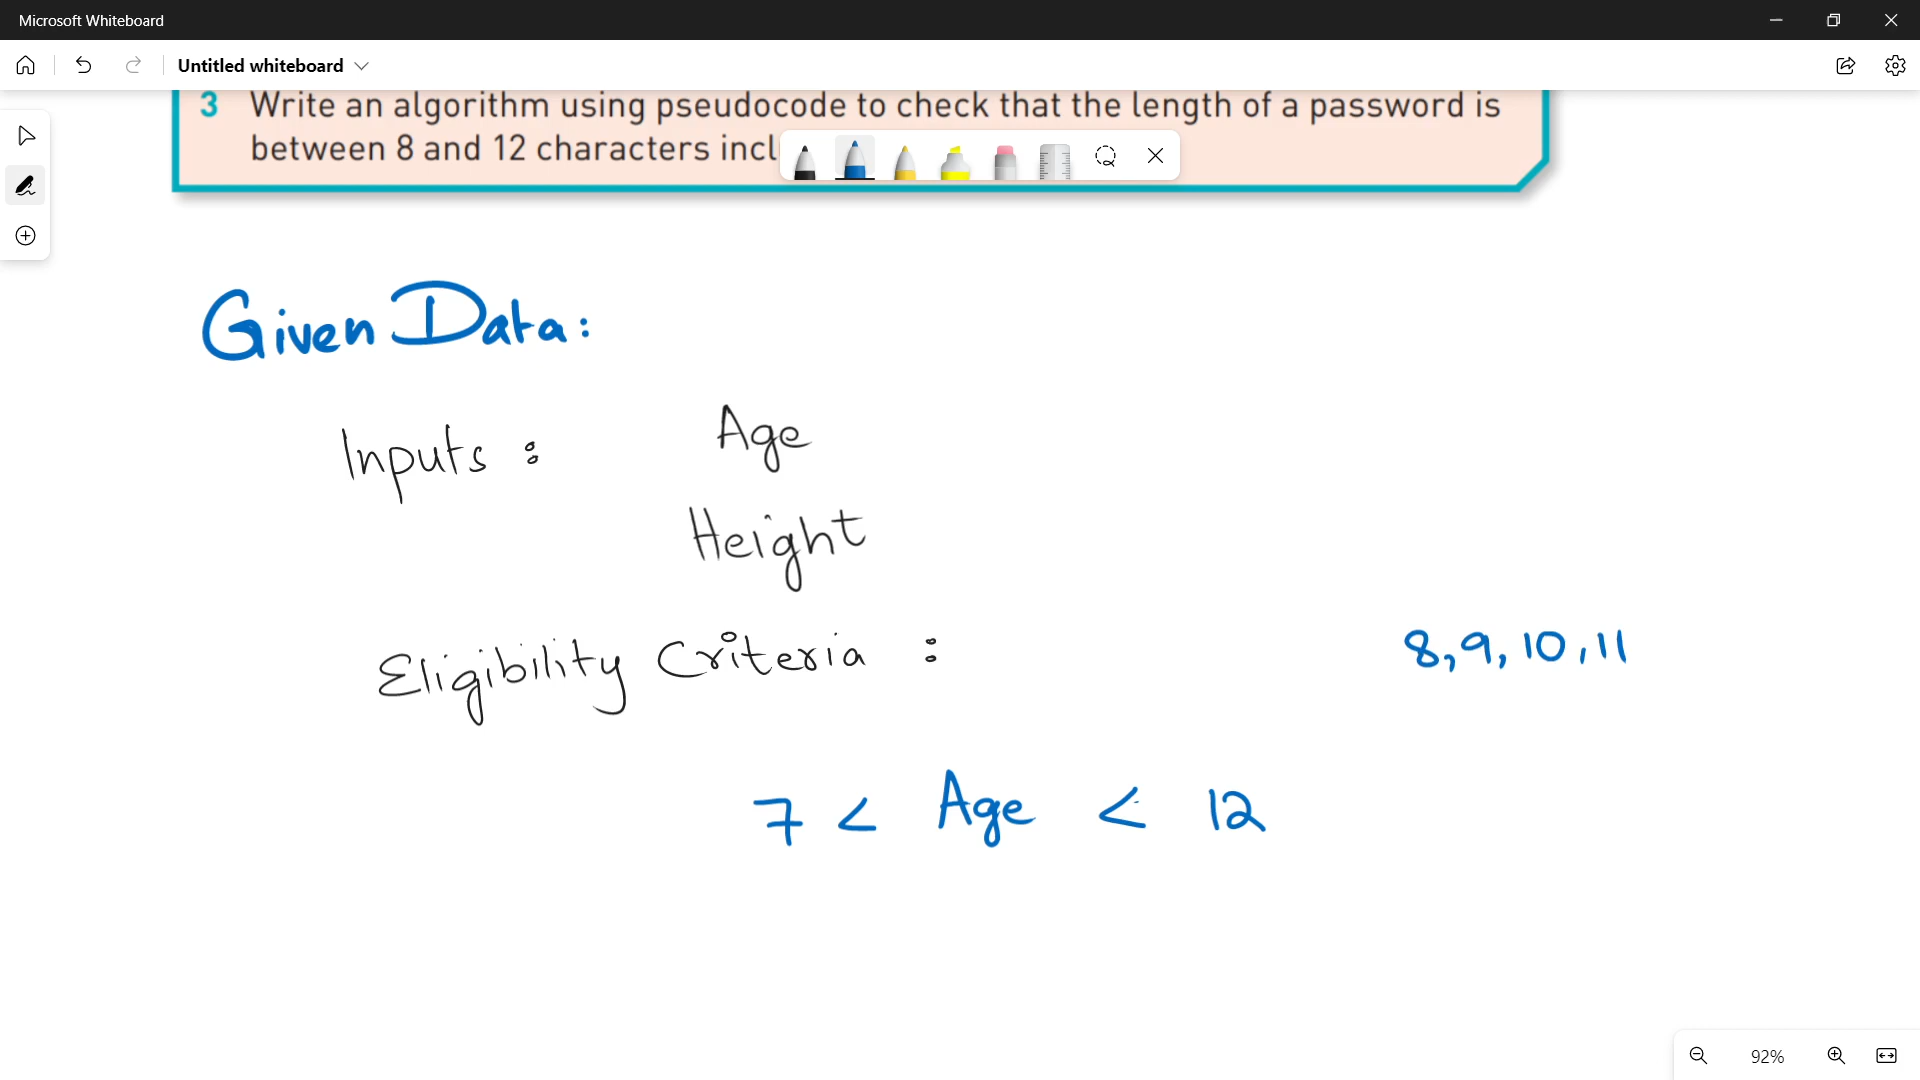 Microsoft Whiteboard
Untitled whiteboard
3 Write an algorithm using pseudocode to check that the length of a password is
between 8 and 12 characters incl
Given Data:
Inputs : Age
Height
Eligibility Criteria :
8, 9, 10, 11
7 < Age < 12
92%